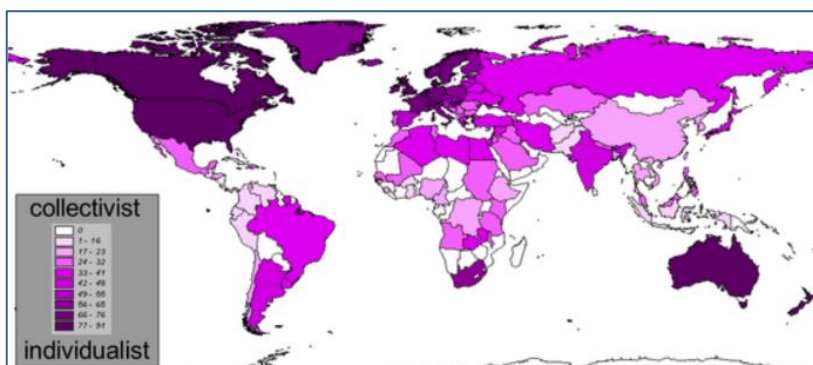 collectivist
0
1 - 16
17 - 23
24 - 32
33 - 41
42 - 48
49 - 55
56 - 65
66 - 76
77 - 91
individualist